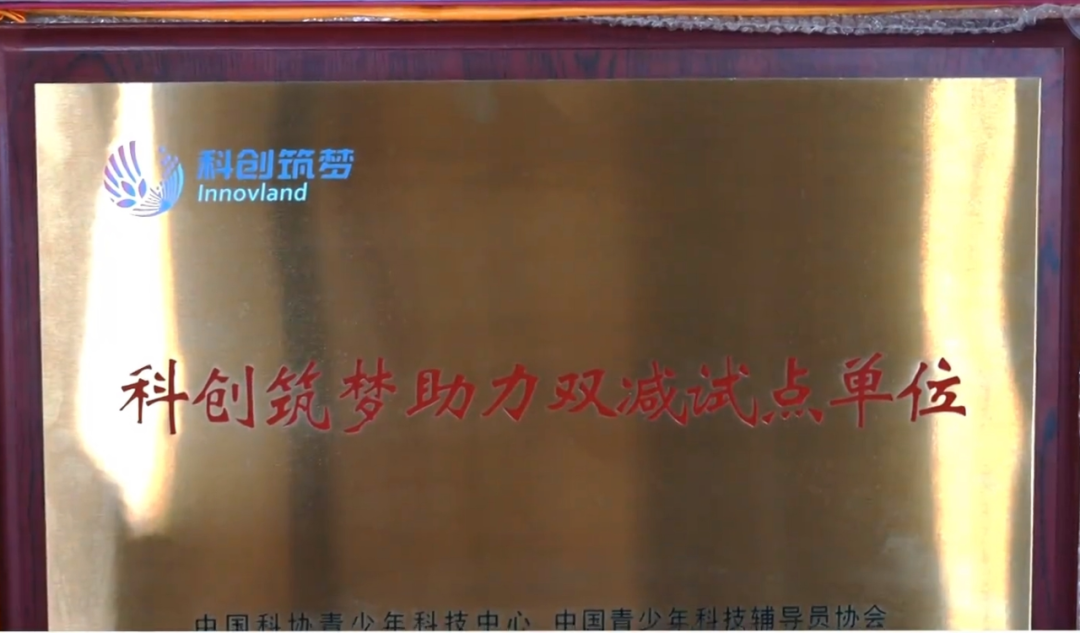 科创筑梦
Innovland
科创筑梦助力双减试点单位
中国科协青少年科技中心 中国青少年科技辅导员协会